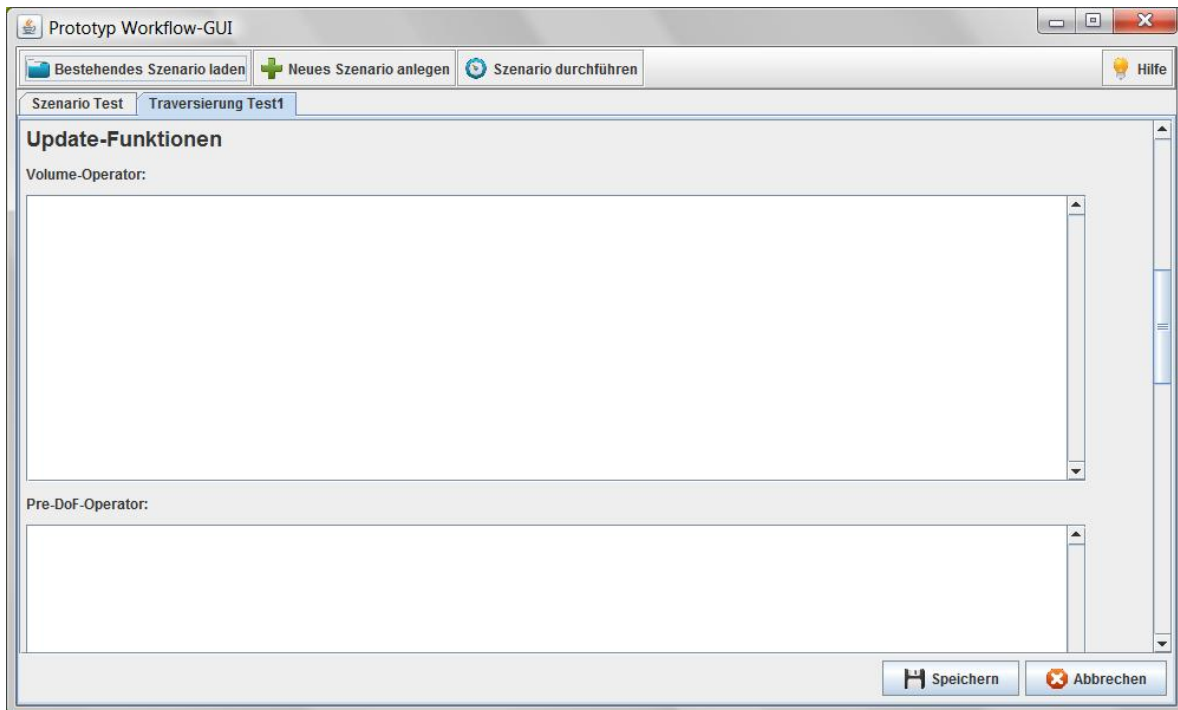 Prototyp Workflow-GUI
Bestehendes Szenario laden Neues Szenario anlegen Szenario durchführen Hilfe
Szenario Test Traversierung Test1
Update-Funktionen
Volume-Operator:
Pre-DoF-Operator:
Speichern Abbrechen